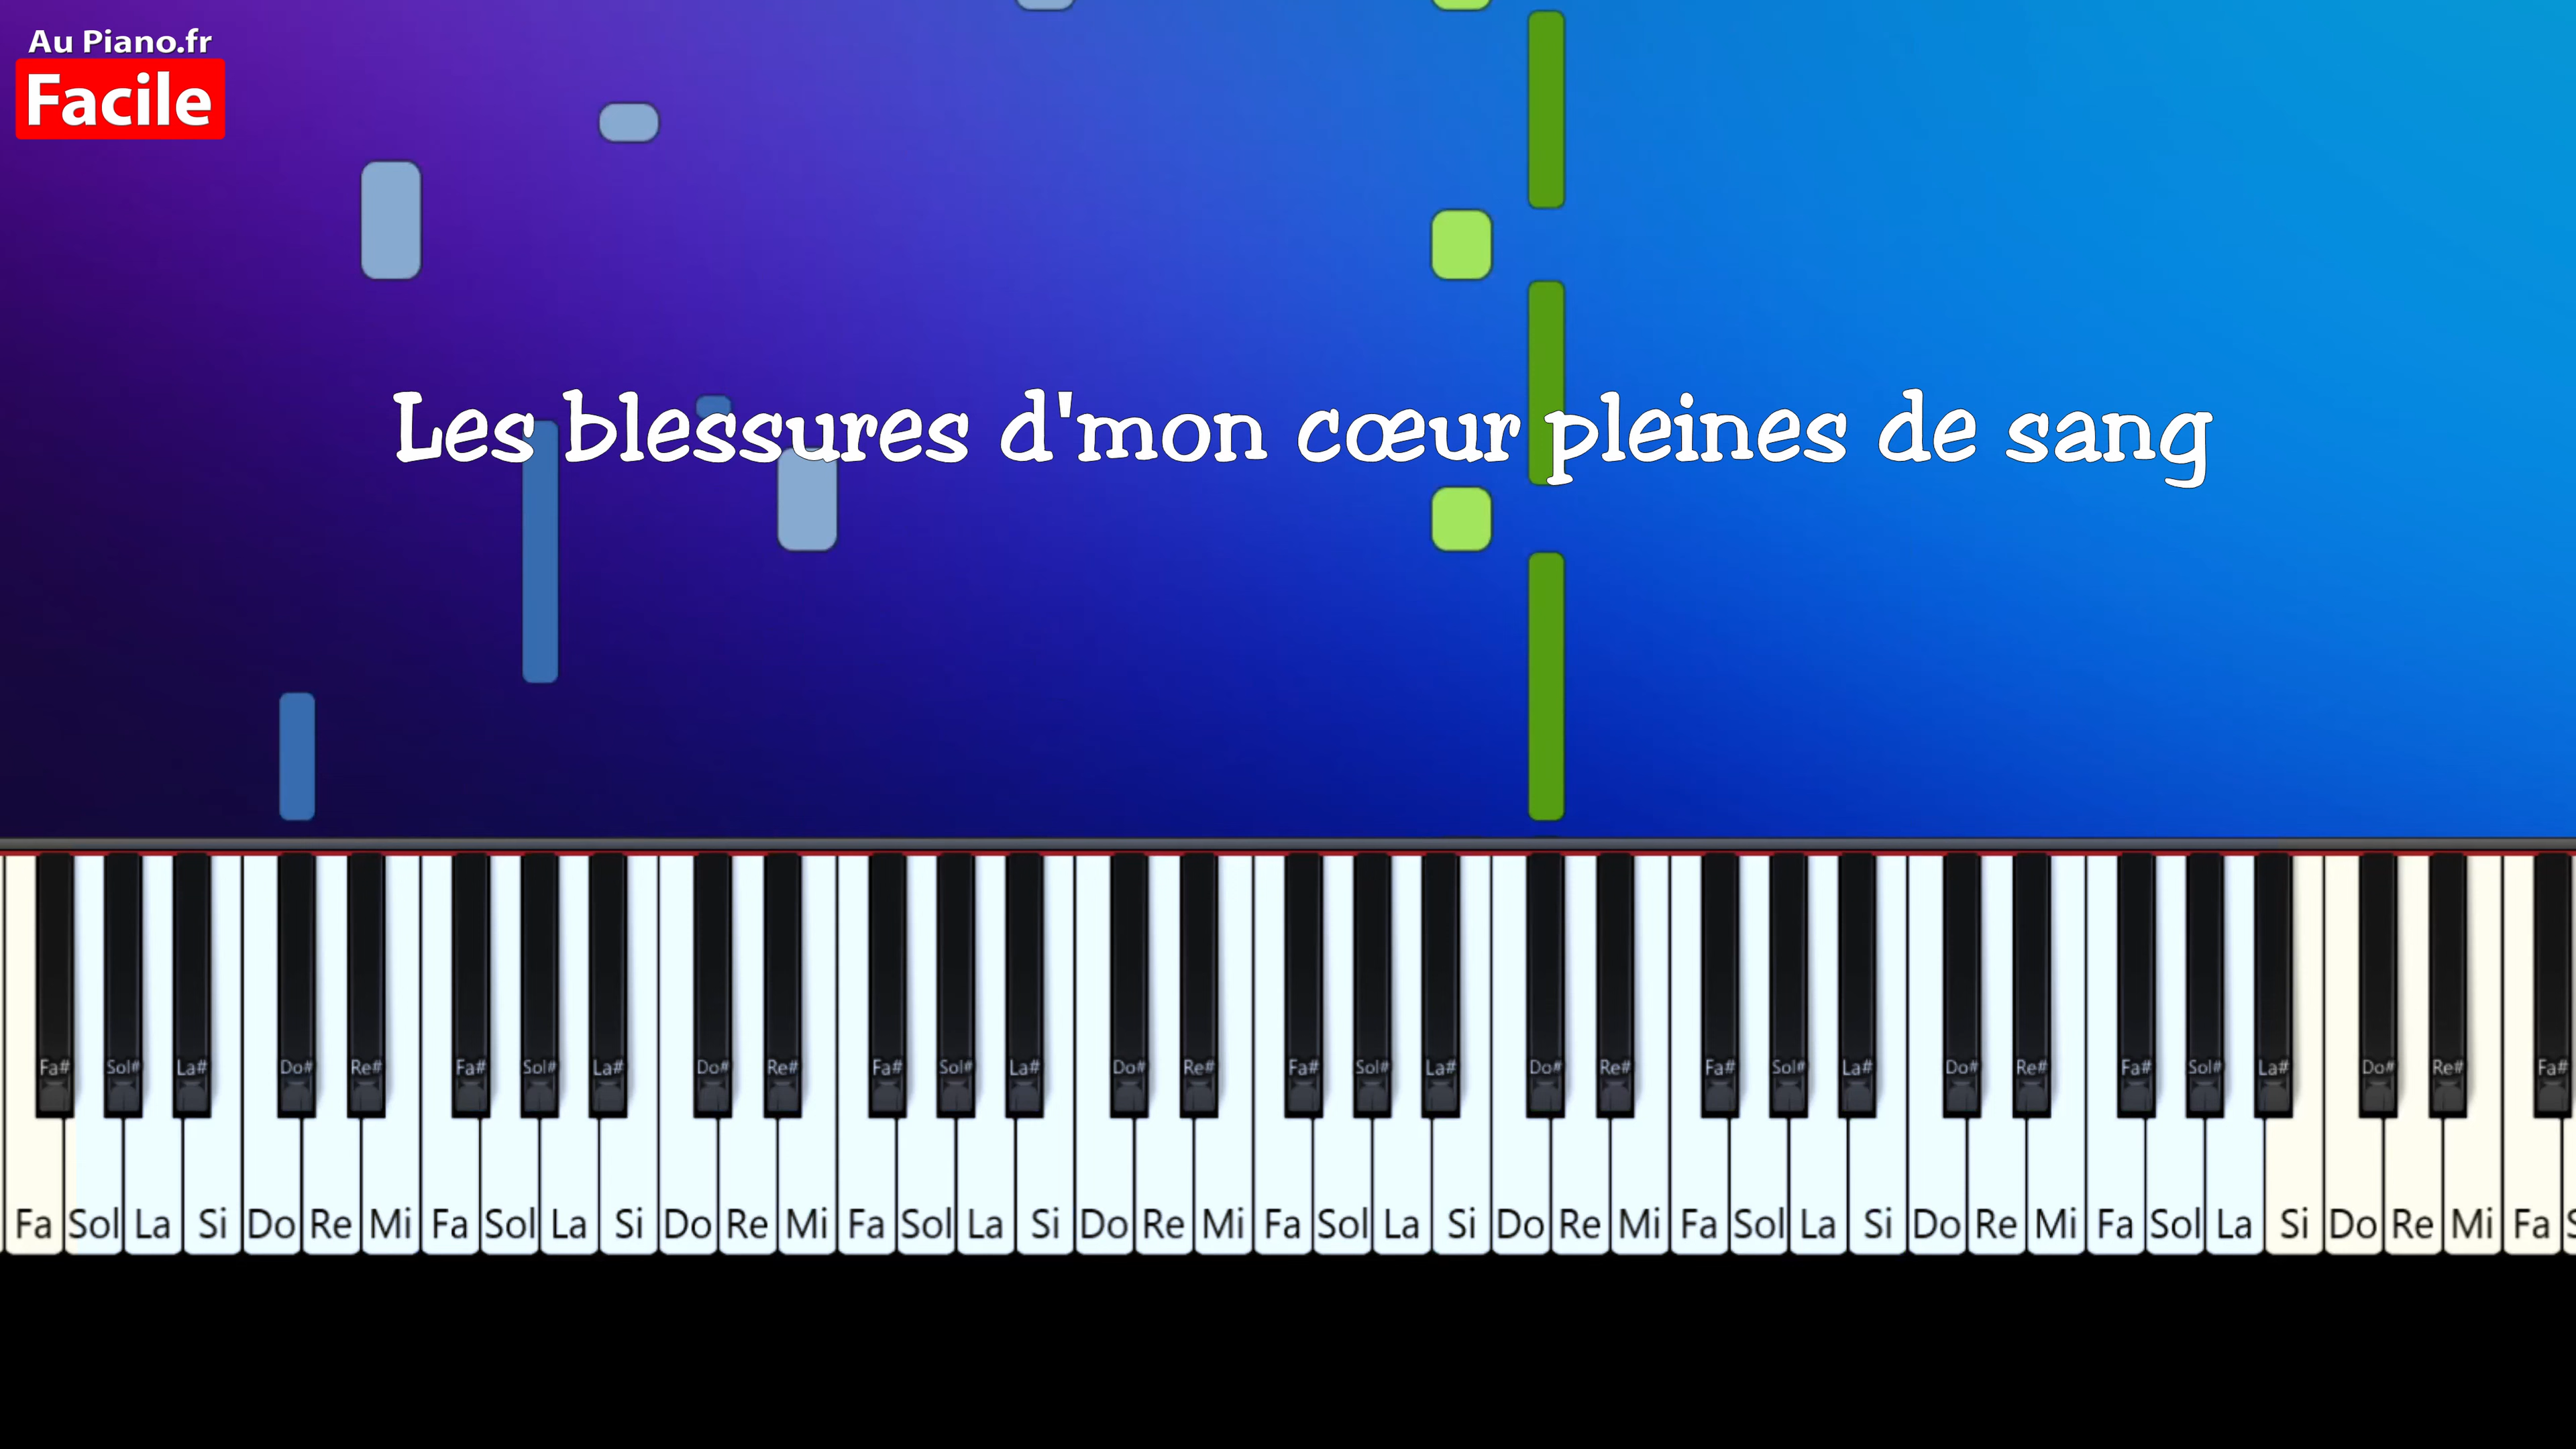 Au Piano.fr
Facile
Les blessures d'mon cœur pleines de sang
Fa# Sol# La# Do# Re# Fa# Sol# La# Do# Re# Fa# Sol# La# Do# Re# Fa# Sol# La# Do# Re# Fa# Sol# La# Do# Re# Fa# Sol# La# Do# Re# Fa#
Fa Sol La Si Do Re Mi Fa Sol La Si Do Re Mi Fa Sol La Si Do Re Mi Fa Sol La Si Do Re Mi Fa Sol La Si Do Re Mi Fa Sol La Si Do Re Mi Fa